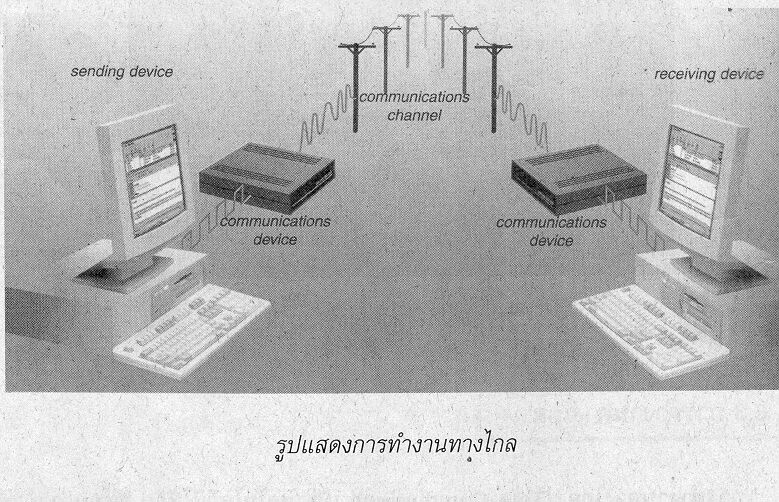 sending device
receiving device
communications
channel
communications
device
communications
device
รูปแสดงการทำงานทางไกล